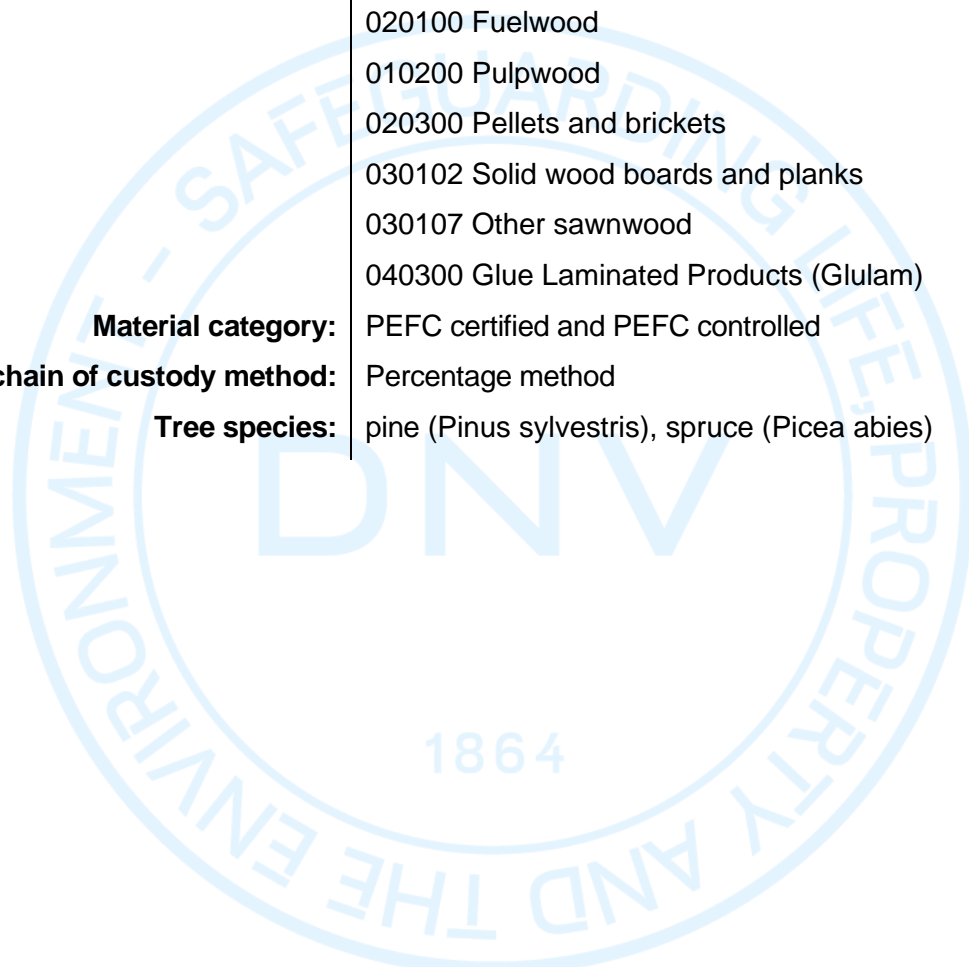 020100 Fuelwood
010200 Pulpwood
020300 Pellets and brickets
030102 Solid wood boards and planks
030107 Other sawnwood
040300 Glue Laminated Products (Glulam)
Material category: PEFC certified and PEFC controlled
chain of custody method: Percentage method
Tree species: pine (Pinus sylvestris), spruce (Picea abies)
SAFEGUARDING LIFE, PROPERTY AND THE ENVIRONMENT -
DNV
1864